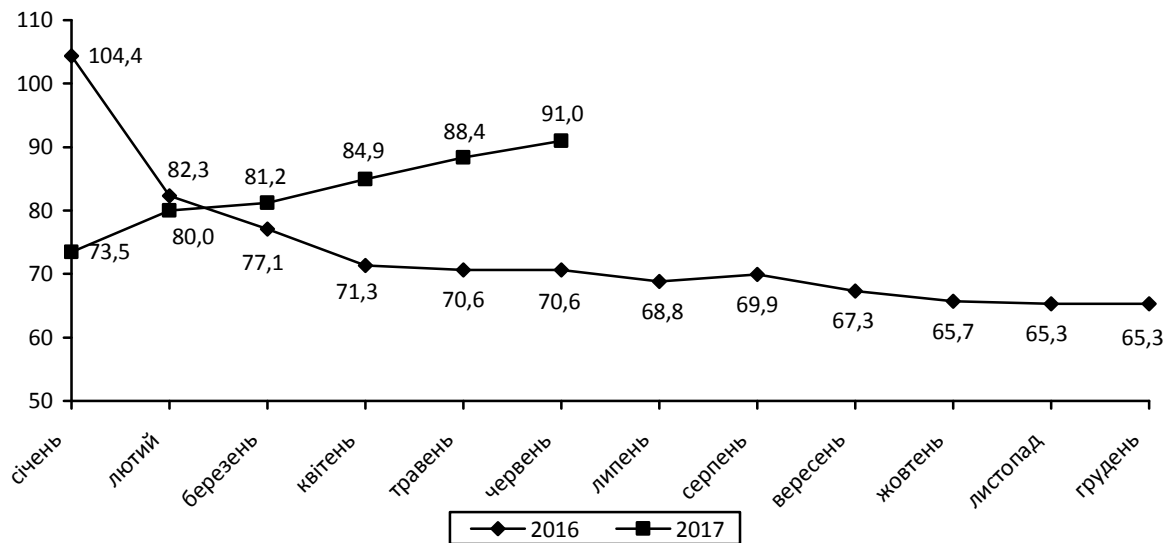 110
104,4
100
91,0
90
88,4
84,9
82,3
81,2
80
80,0
77,1
73,5
70
71,3
70,6
70,6
68,8
69,9
67,3
65,7
65,3
65,3
60
50
січень
лютий
березень
квітень
травень
червень
липень
серпень
вересень
жовтень
листопад
грудень
2016 2017